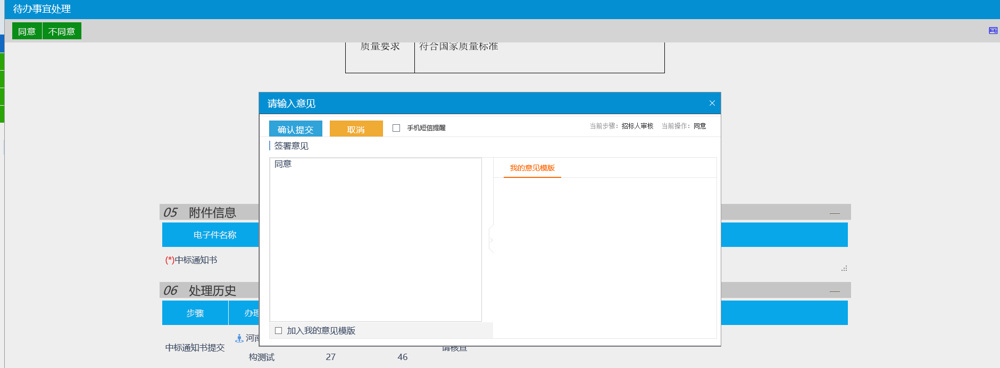 待办事宜处理
同意 不同意
质量要求 符合国家质量标准
请输入意见
确认提交 取消 手机短信提醒 当前步骤：招标人审核 当前操作：同意
签署意见
同意
我的意见模版
加入我的意见模版
05 附件信息
电子件名称
(*)中标通知书
06 处理历史
步骤 办理
中标通知书提交 河南
构测试 27 46
请核查